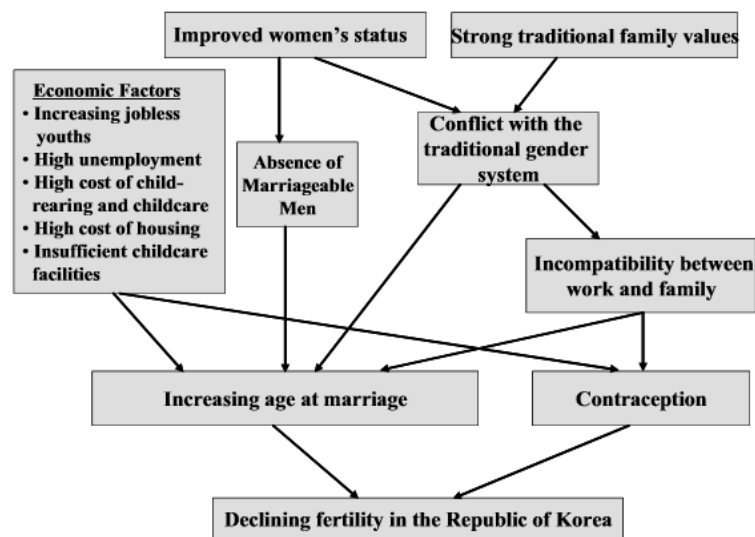 Improved women's status
Strong traditional family values
Economic Factors
• Increasing jobless
youths
• High unemployment
• High cost of child-
rearing and childcare
• High cost of housing
• Insufficient childcare
facilities
Absence of
Marriageable
Men
Conflict with the
traditional gender
system
Incompatibility between
work and family
Increasing age at marriage
Contraception
Declining fertility in the Republic of Korea